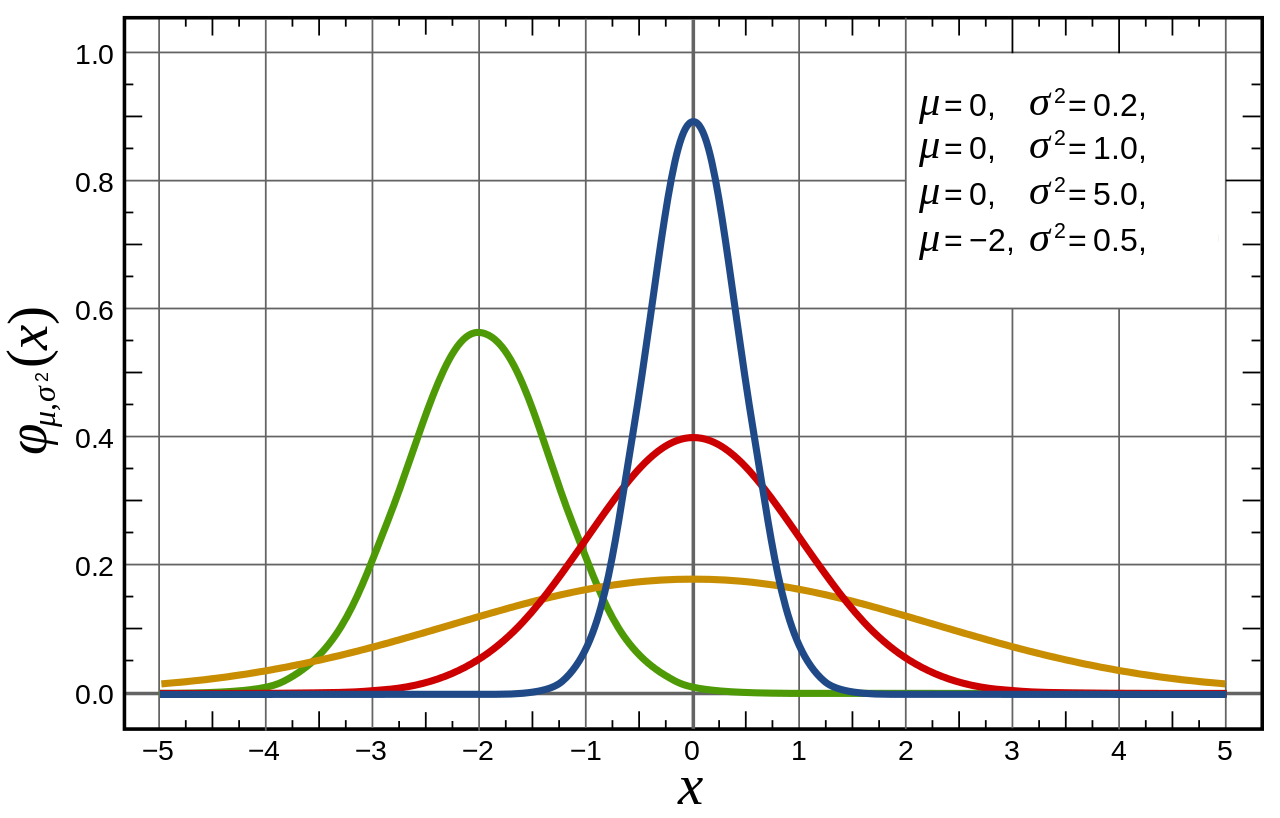 1.0
0.8
0.6
0.4
0.2
0.0
φμ,σ²(x)
μ = 0, σ² = 0.2,
μ = 0, σ² = 1.0,
μ = 0, σ² = 5.0,
μ = −2, σ² = 0.5,
−5 −4 −3 −2 −1 0 1 2 3 4 5
x